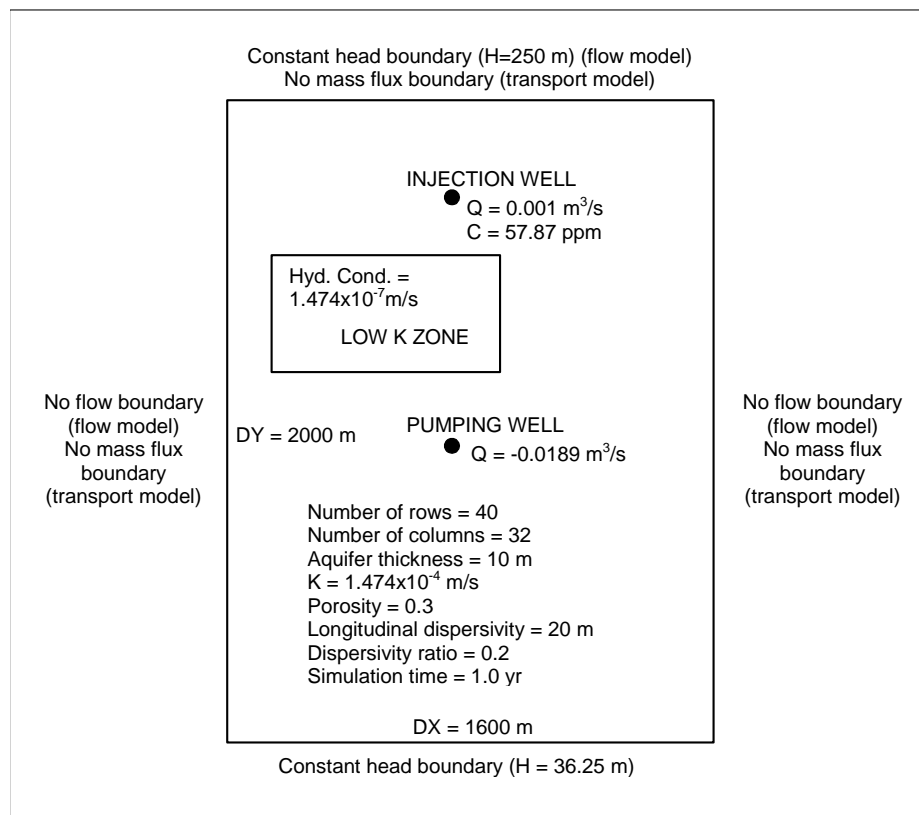 Constant head boundary (H=250 m) (flow model)
No mass flux boundary (transport model)
INJECTION WELL
Q = 0.001 m³/s
C = 57.87 ppm
Hyd. Cond. =
1.474x10⁻⁷m/s
LOW K ZONE
No flow boundary
(flow model)
No mass flux
boundary
(transport model)
DY = 2000 m
PUMPING WELL
Q = -0.0189 m³/s
No flow boundary
(flow model)
No mass flux
boundary
(transport model)
Number of rows = 40
Number of columns = 32
Aquifer thickness = 10 m
K = 1.474x10⁻⁴ m/s
Porosity = 0.3
Longitudinal dispersivity = 20 m
Dispersivity ratio = 0.2
Simulation time = 1.0 yr
DX = 1600 m
Constant head boundary (H = 36.25 m)